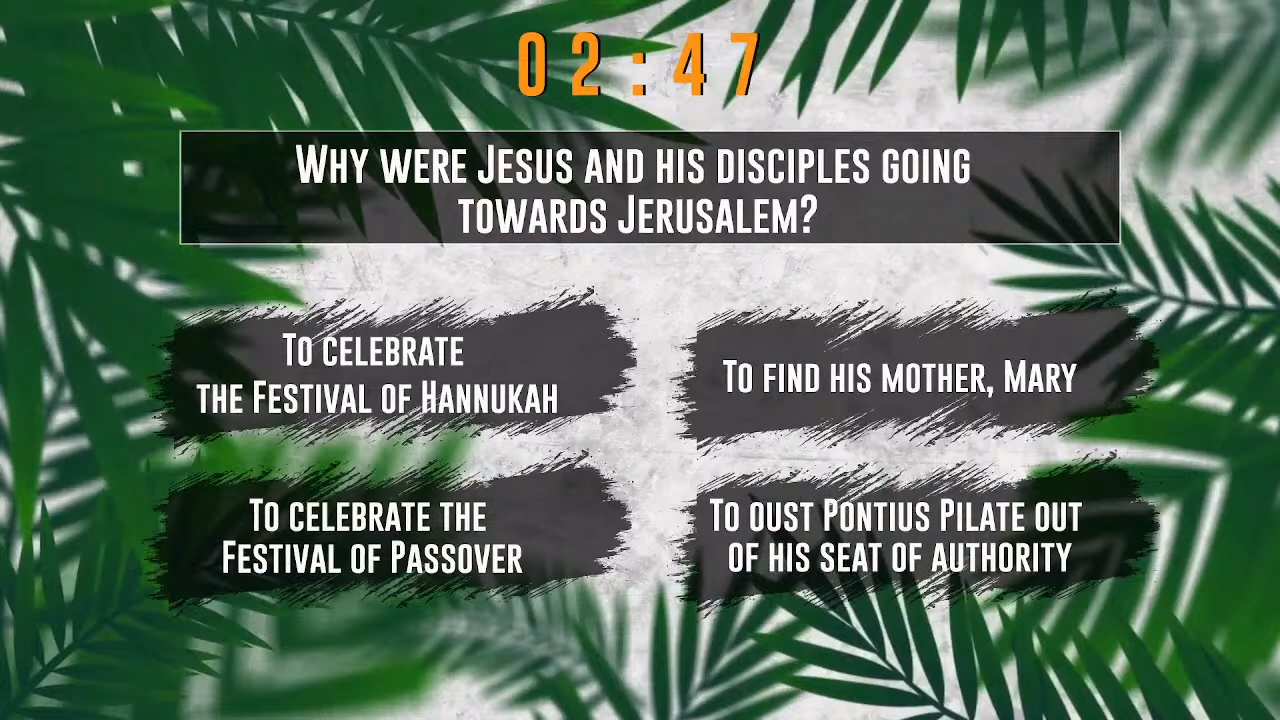 02:47
Why were Jesus and his disciples going
towards Jerusalem?
To celebrate
the Festival of Hannukah
To find his mother, Mary
To celebrate the
Festival of Passover
To oust Pontius Pilate out
of his seat of authority